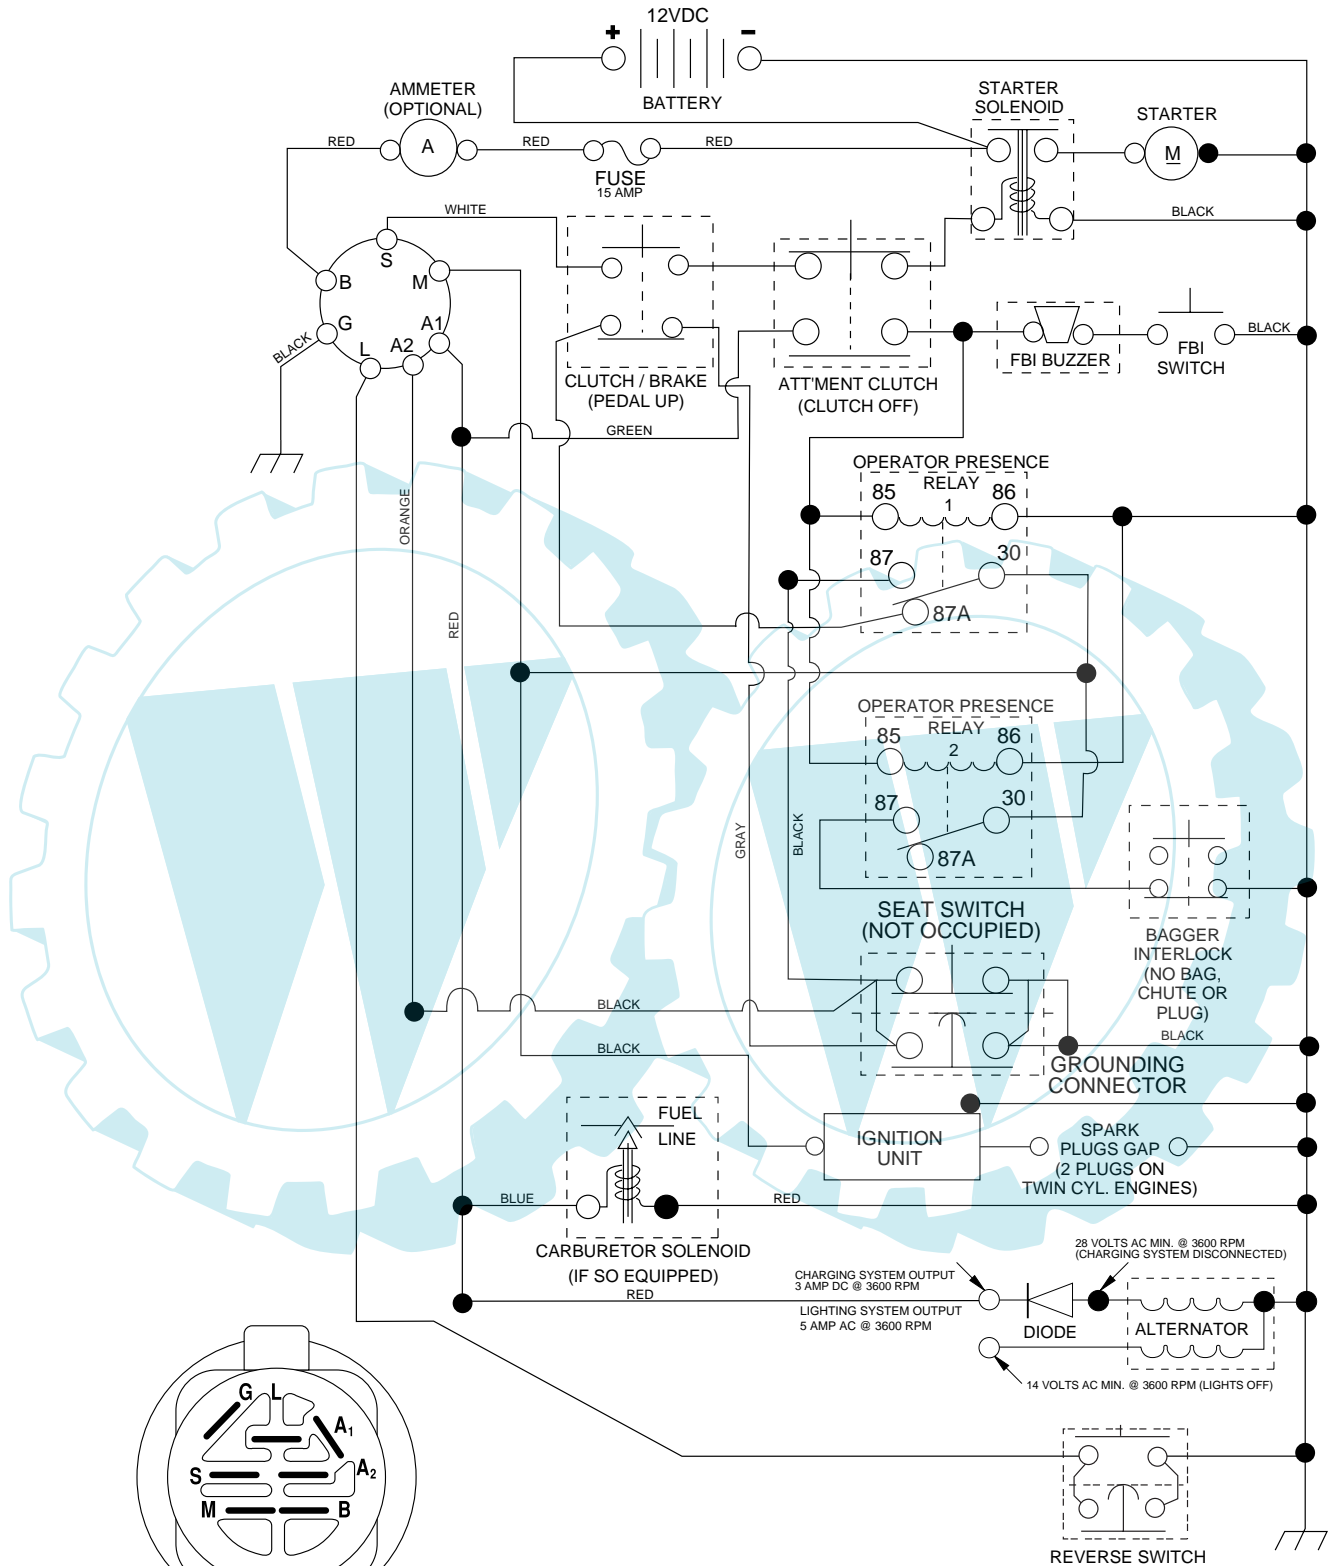 12VDC
+ −
BATTERY
AMMETER
(OPTIONAL)
STARTER
SOLENOID
STARTER
RED
A
RED
RED
M
FUSE
15 AMP
WHITE
BLACK
S
B
M
G
A1
L
A2
BLACK
CLUTCH / BRAKE
(PEDAL UP)
ATT'MENT CLUTCH
(CLUTCH OFF)
FBI BUZZER
FBI
SWITCH
BLACK
GREEN
OPERATOR PRESENCE
RELAY
85
1
86
87
30
87A
ORANGE
RED
OPERATOR PRESENCE
RELAY
85
2
86
87
30
87A
GRAY
BLACK
SEAT SWITCH
(NOT OCCUPIED)
BAGGER
INTERLOCK
(NO BAG,
CHUTE OR
PLUG)
BLACK
BLACK
BLACK
GROUNDING
CONNECTOR
FUEL
LINE
IGNITION
UNIT
SPARK
PLUGS GAP
(2 PLUGS ON
TWIN CYL. ENGINES)
BLUE
RED
CARBURETOR SOLENOID
(IF SO EQUIPPED)
RED
28 VOLTS AC MIN. @ 3600 RPM
(CHARGING SYSTEM DISCONNECTED)
CHARGING SYSTEM OUTPUT
3 AMP DC @ 3600 RPM
LIGHTING SYSTEM OUTPUT
5 AMP AC @ 3600 RPM
DIODE
ALTERNATOR
14 VOLTS AC MIN. @ 3600 RPM (LIGHTS OFF)
G L
A1
S
A2
M
B
REVERSE SWITCH